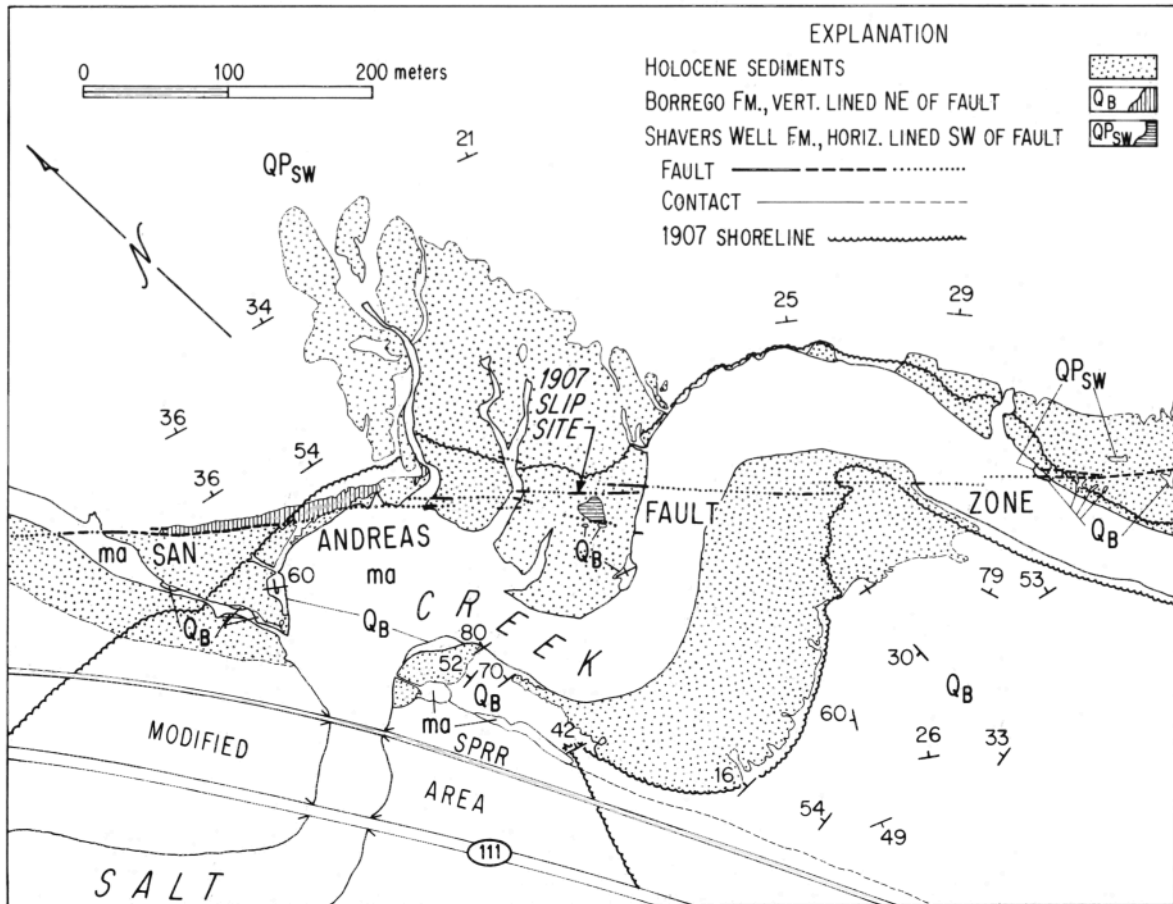 EXPLANATION
0 100 200 meters
HOLOCENE SEDIMENTS
BORREGO FM., VERT. LINED NE OF FAULT
QB
SHAVERS WELL FM., HORIZ. LINED SW OF FAULT
QPSW
FAULT
CONTACT
1907 SHORELINE
21
QPSW
N
34
25
29
1907
SLIP
SITE
QPSW
36
54
36
FAULT
ZONE
ma
SAN
ANDREAS
ma
QB
QB
60
79
53
QB
QB
CREEK
80
52
70
30
QB
QB
ma
42
60
SPRR
26
33
MODIFIED
16
AREA
54
49
111
SALT